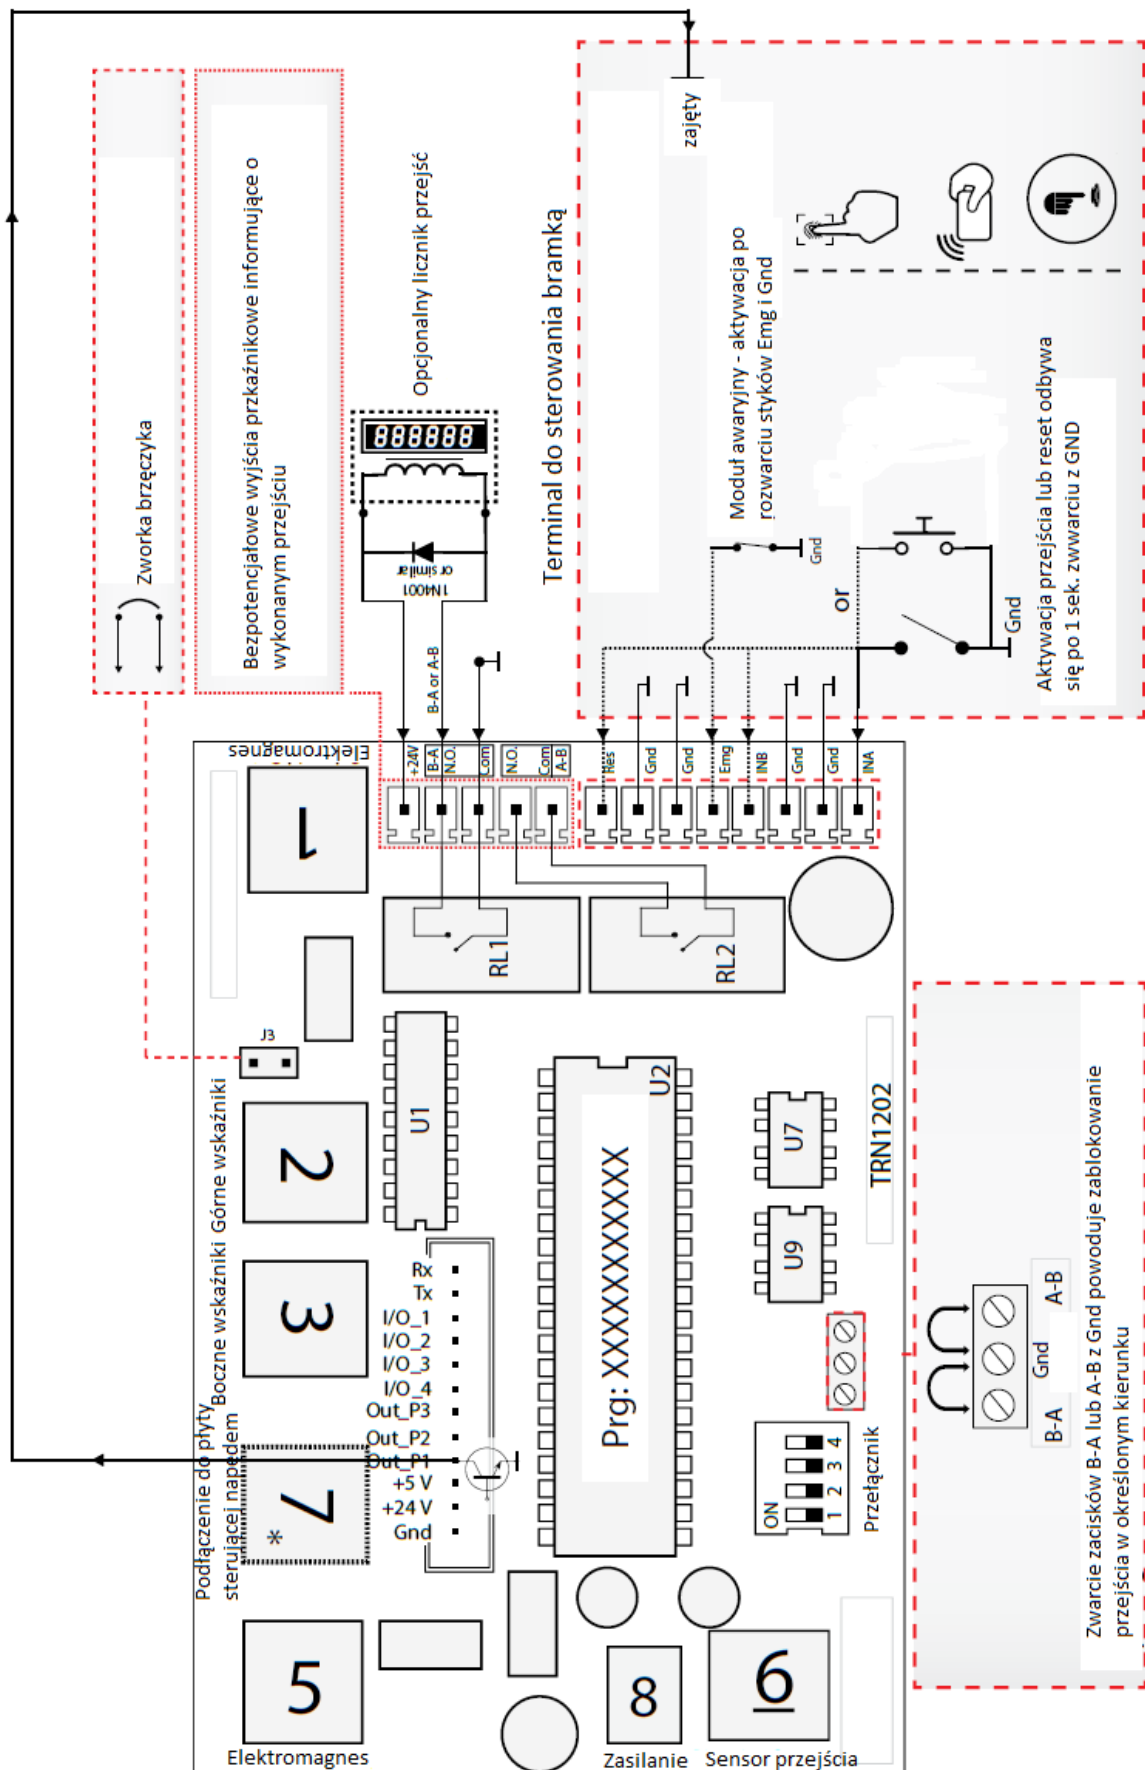 zajęty
Zworka brzęczyka
Bezpotencjałowe wyjścia przkaźnikowe informujące o
wykonanym przejściu
Opcjonalny licznik przejść
888888
1N4001
or similar
Terminal do sterowania bramką
Moduł awaryjny - aktywacja po
rozwarciu styków Emg i Gnd
Gnd
or
Gnd
Aktywacja przejścia lub reset odbywa
się po 1 sek. zwwarciu z GND
B-A or A-B
Elektromagnes
+24V
B-A
N.O.
Com
N.O.
Com
A-B
Res
Gnd
Gnd
Emg
INB
Gnd
Gnd
INA
1
RL1
RL2
J3
Górne wskaźniki
2
U1
U2
Prg: XXXXXXXXXXX
U7
U9
TRN1202
Boczne wskaźniki
3
Rx
Tx
I/O_1
I/O_2
I/O_3
I/O_4
Out_P3
Out_P2
Out_P1
+5 V
+24 V
Gnd
Podłączenie do płyty
sterującej napędem
7
*
ON
1 2 3 4
Przełącznik
B-A
Gnd
A-B
Zwarcie zacisków B-A lub A-B z Gnd powoduje zablokowanie
przejścia w określonym kierunku
5
Elektromagnes
8
Zasilanie
6
Sensor przejścia